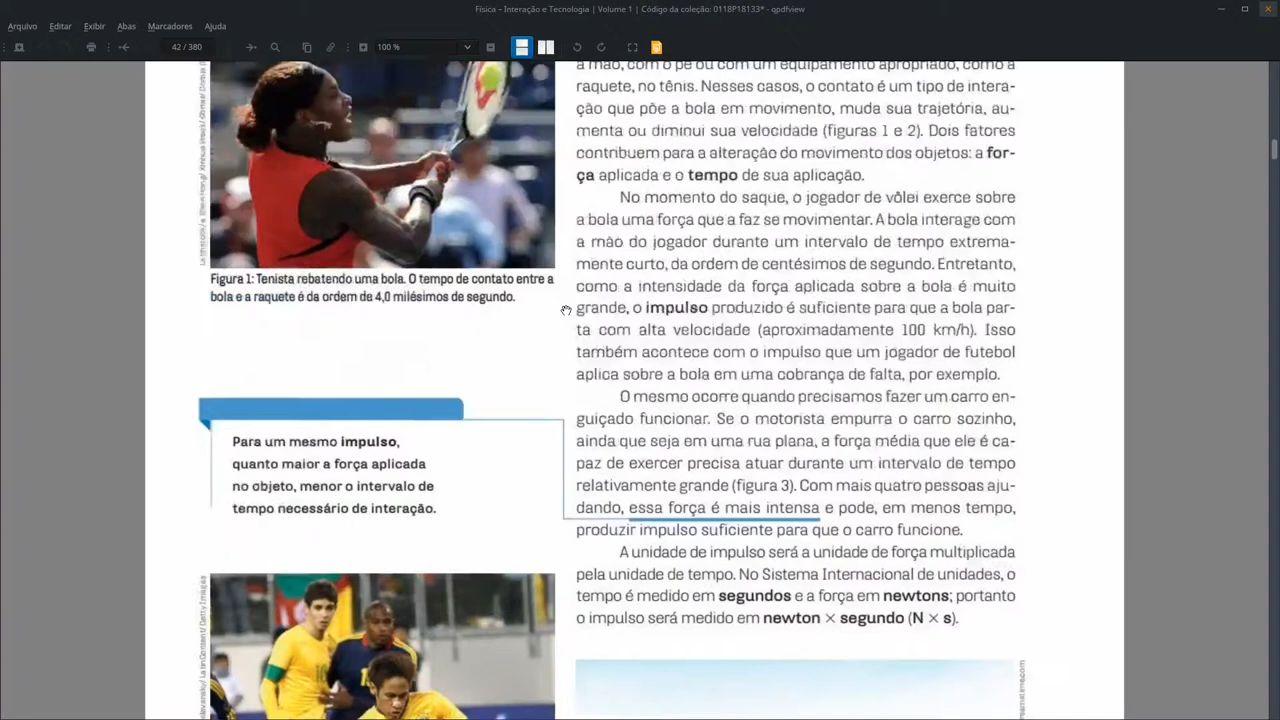 Física – Interação e Tecnologia | Volume 1 | Código da coleção: 0118P18133* - qpdfview
Arquivo Editar Exibir Abas Marcadores Ajuda
42 / 380
100 %
a mão, com o pé ou com um equipamento apropriado, como a
raquete, no tênis. Nesses casos, o contato é um tipo de intera-
ção que põe a bola em movimento, muda sua trajetória, au-
menta ou diminui sua velocidade (figuras 1 e 2). Dois fatores
contribuem para a alteração do movimento dos objetos: a for-
ça aplicada e o tempo de sua aplicação.
No momento do saque, o jogador de vôlei exerce sobre
a bola uma força que a faz se movimentar. A bola interage com
a mão do jogador durante um intervalo de tempo extrema-
mente curto, da ordem de centésimos de segundo. Entretanto,
como a intensidade da força aplicada sobre a bola é muito
grande, o impulso produzido é suficiente para que a bola par-
ta com alta velocidade (aproximadamente 100 km/h). Isso
também acontece com o impulso que um jogador de futebol
aplica sobre a bola em uma cobrança de falta, por exemplo.
O mesmo ocorre quando precisamos fazer um carro en-
guiçado funcionar. Se o motorista empurra o carro sozinho,
ainda que seja em uma rua plana, a força média que ele é ca-
paz de exercer precisa atuar durante um intervalo de tempo
relativamente grande (figura 3). Com mais quatro pessoas aju-
dando, essa força é mais intensa e pode, em menos tempo,
produzir impulso suficiente para que o carro funcione.
A unidade de impulso será a unidade de força multiplicada
pela unidade de tempo. No Sistema Internacional de unidades, o
tempo é medido em segundos e a força em newtons; portanto
o impulso será medido em newton × segundo (N × s).
Figura 1: Tenista rebatendo uma bola. O tempo de contato entre a
bola e a raquete é da ordem de 4,0 milésimos de segundo.
Para um mesmo impulso,
quanto maior a força aplicada
no objeto, menor o intervalo de
tempo necessário de interação.